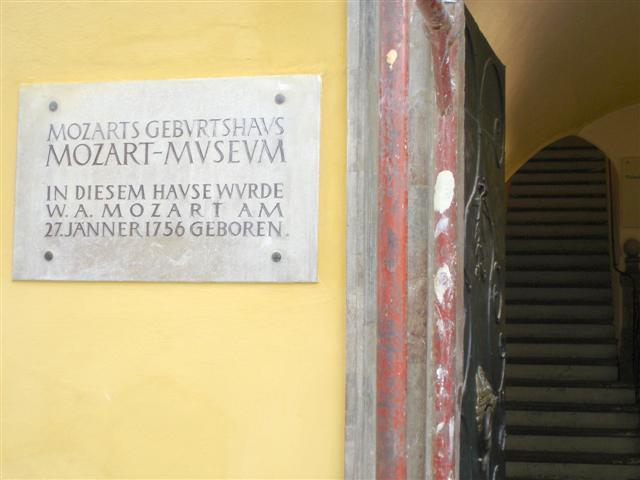 MOZARTS GEBVRTSHAVS
MOZART-MVSEVM
IN DIESEM HAVSE WVRDE
W. A. MOZART AM
27. JÄNNER 1756 GEBOREN.